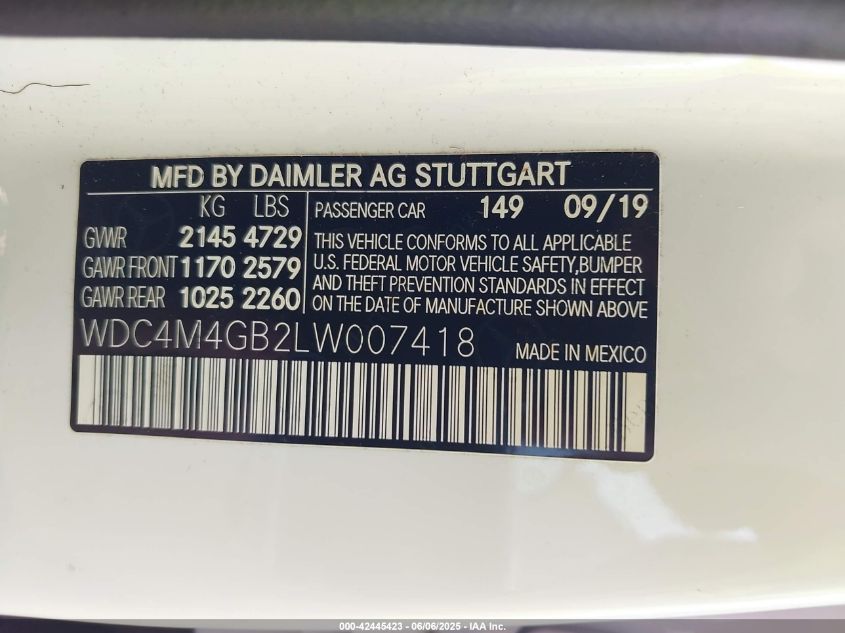 MFD BY DAIMLER AG STUTTGART
KG LBS
GVWR 2145 4729
GAWR FRONT 1170 2579
GAWR REAR 1025 2260
PASSENGER CAR 149 09/19
THIS VEHICLE CONFORMS TO ALL APPLICABLE
U.S. FEDERAL MOTOR VEHICLE SAFETY,BUMPER
AND THEFT PREVENTION STANDARDS IN EFFECT
ON THE DATE OF MANUFACTURE SHOWN ABOVE
WDC4M4GB2LW007418
MADE IN MEXICO
000-42445423 - 06/06/2025 - IAA Inc.